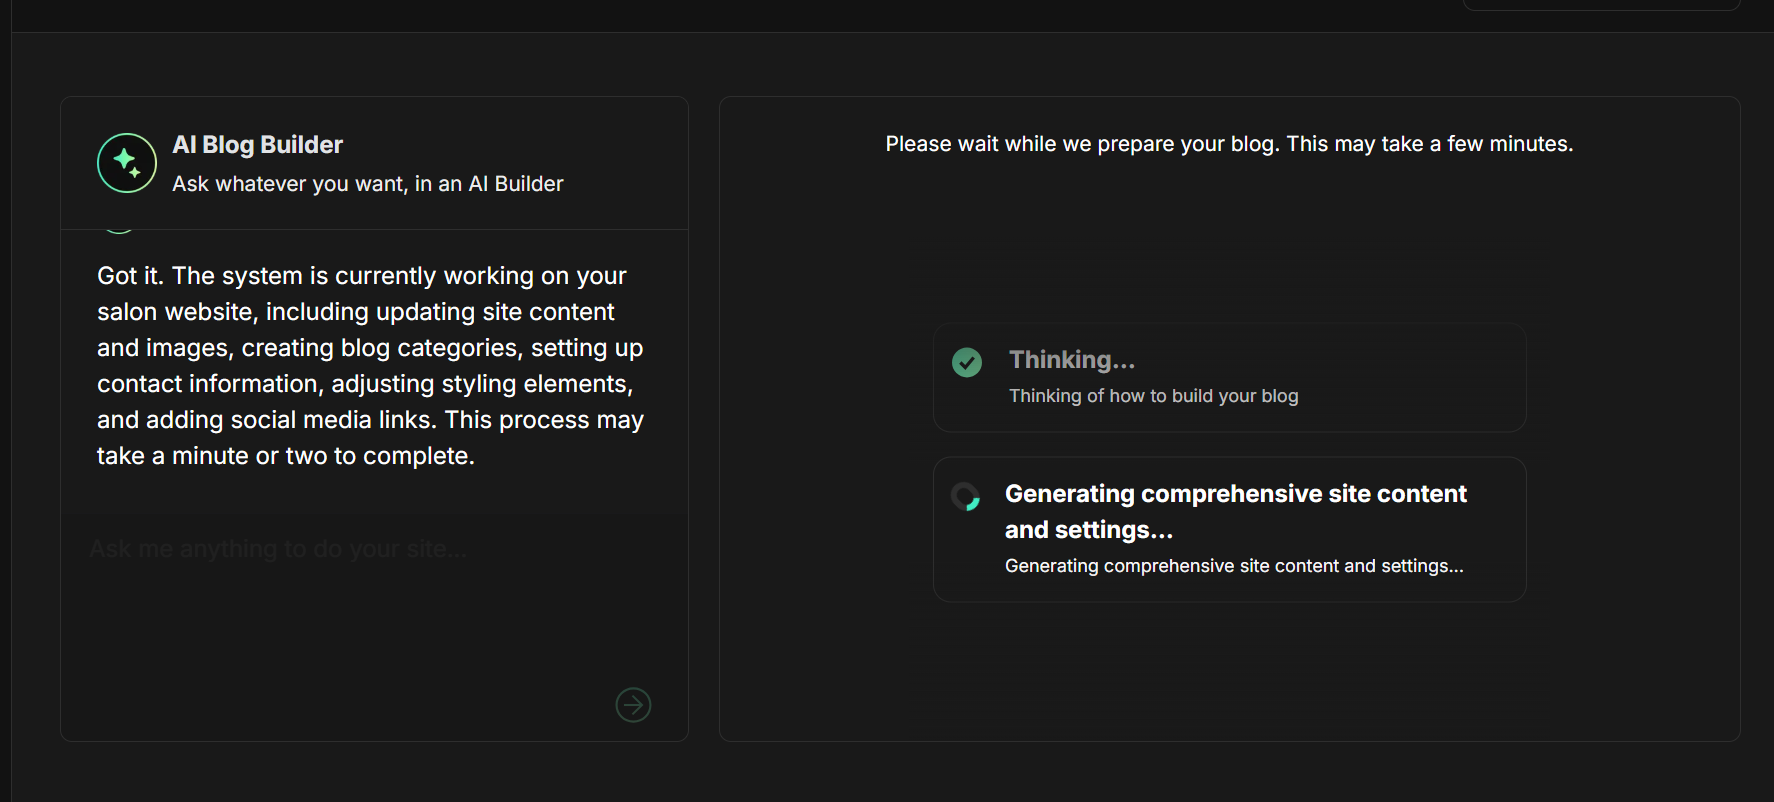 AI Blog Builder
Ask whatever you want, in an AI Builder
Got it. The system is currently working on your
salon website, including updating site content
and images, creating blog categories, setting up
contact information, adjusting styling elements,
and adding social media links. This process may
take a minute or two to complete.
Ask me anything to do your site...
Please wait while we prepare your blog. This may take a few minutes.
Thinking...
Thinking of how to build your blog
Generating comprehensive site content
and settings...
Generating comprehensive site content and settings...